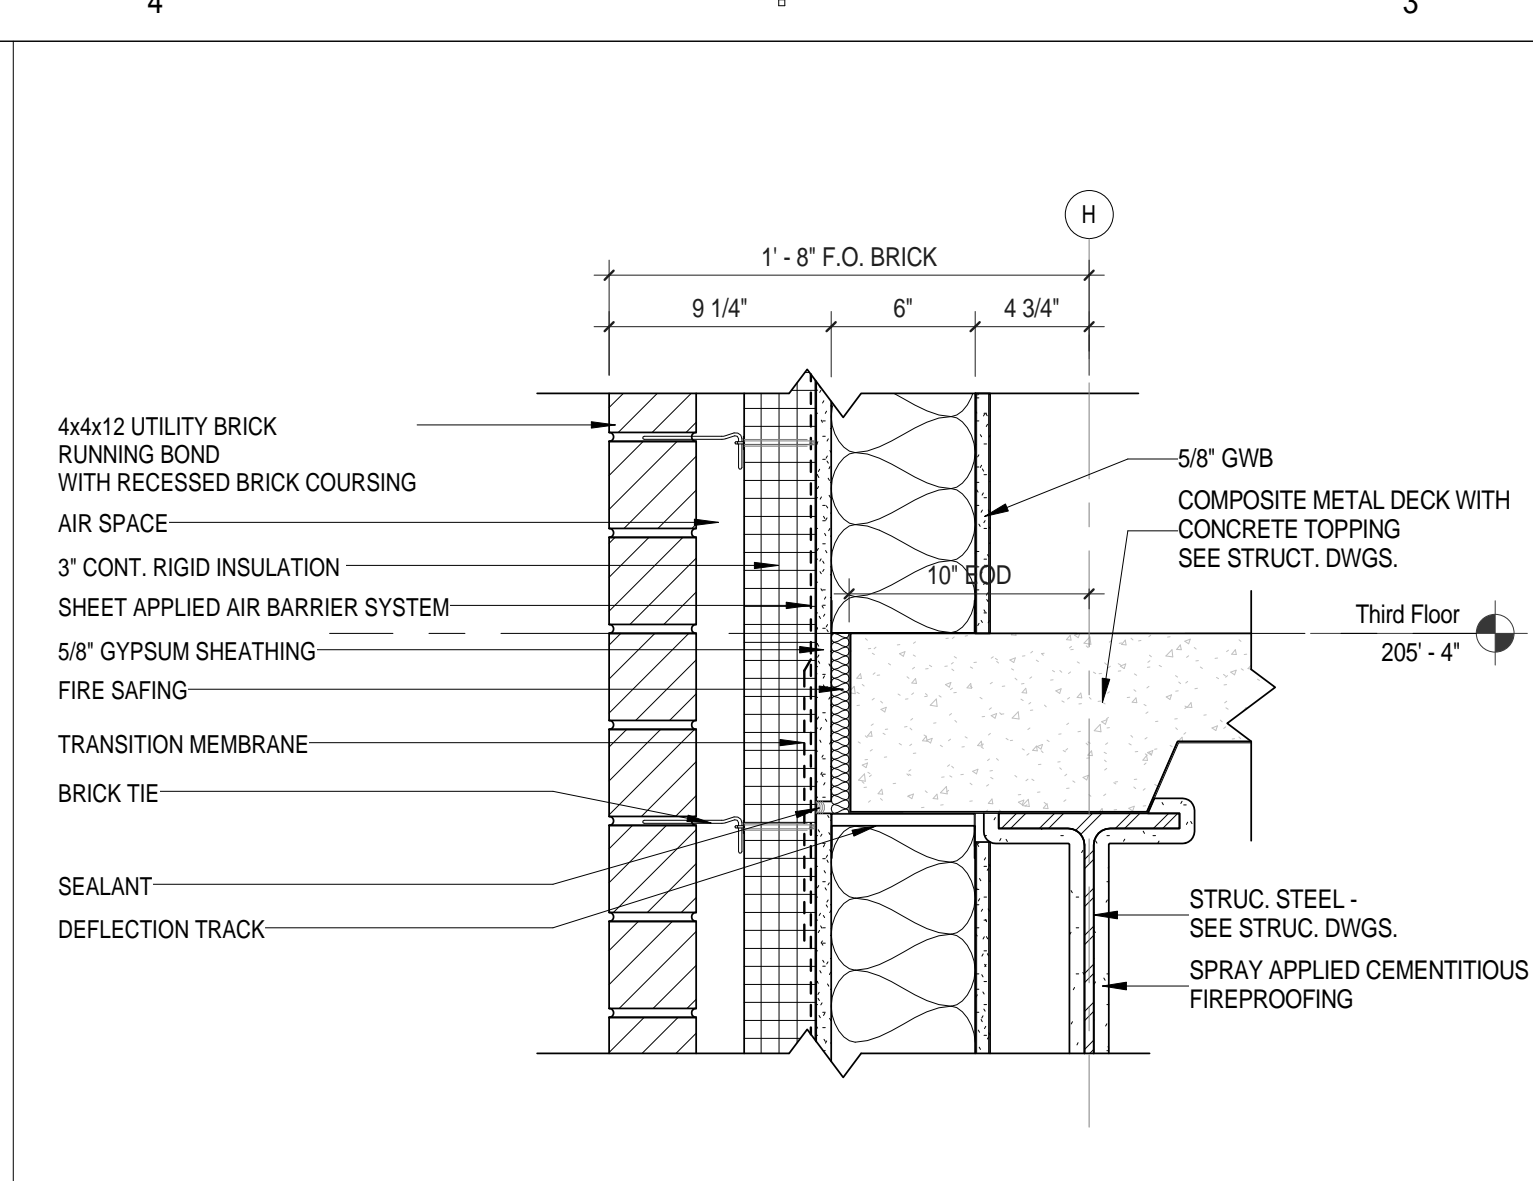 4
3
H
1' - 8" F.O. BRICK
9 1/4"
6"
4 3/4"
4x4x12 UTILITY BRICK
RUNNING BOND
WITH RECESSED BRICK COURSING
AIR SPACE
3" CONT. RIGID INSULATION
SHEET APPLIED AIR BARRIER SYSTEM
5/8" GYPSUM SHEATHING
FIRE SAFING
TRANSITION MEMBRANE
BRICK TIE
SEALANT
DEFLECTION TRACK
10" EOD
5/8" GWB
COMPOSITE METAL DECK WITH
CONCRETE TOPPING
SEE STRUCT. DWGS.
Third Floor
205' - 4"
STRUC. STEEL -
SEE STRUC. DWGS.
SPRAY APPLIED CEMENTITIOUS
FIREPROOFING